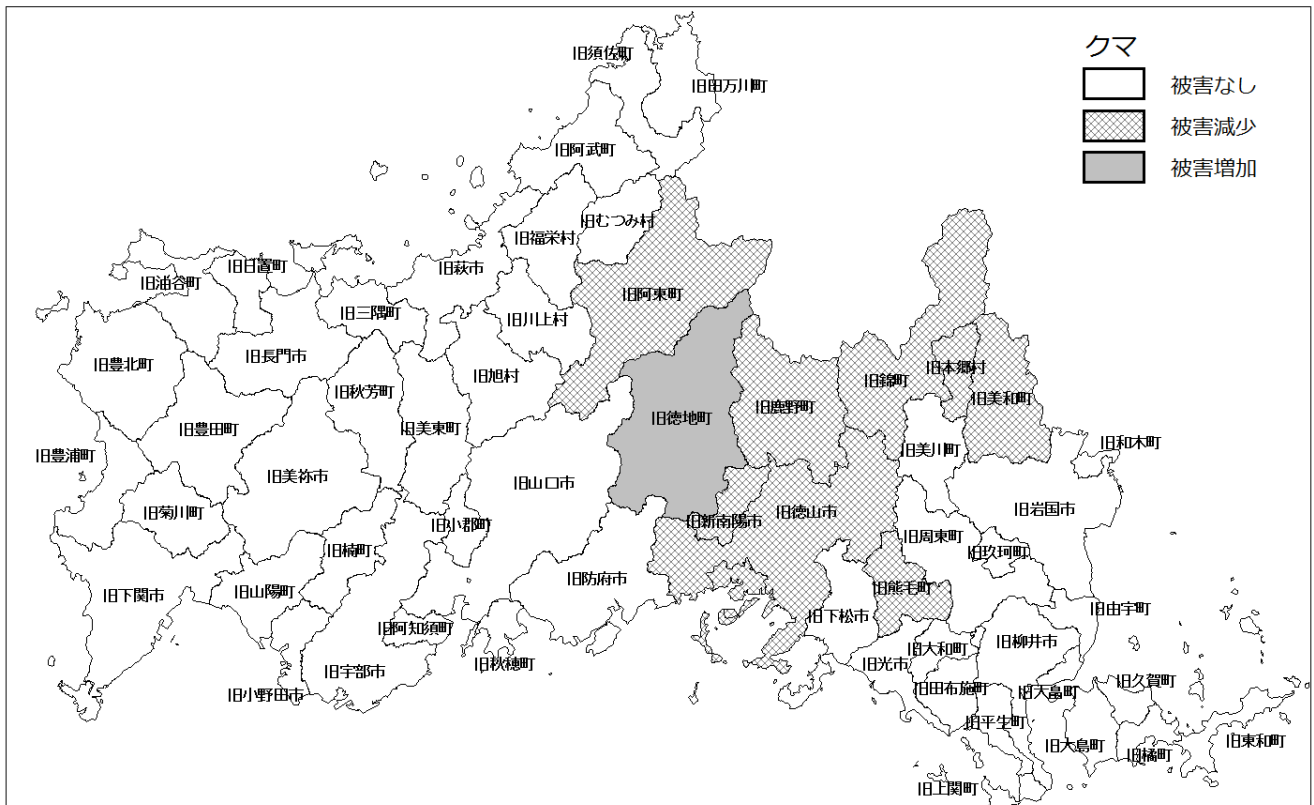 クマ
被害なし
被害減少
被害増加
旧須佐町
旧田万川町
旧阿武町
旧むつみ村
旧福栄村
旧萩市
旧日置町
旧油谷町
旧三隅町
旧川上村
旧阿東町
旧長門市
旧豊北町
旧秋芳町
旧旭村
旧錦町
旧本郷村
旧美和町
旧徳地町
旧鹿野町
旧豊田町
旧美東町
旧美川町
旧和木町
旧豊浦町
旧美祢市
旧山口市
旧菊川町
旧岩国市
旧小郡町
旧新南陽市
旧徳山市
旧楠町
旧周東町
旧玖珂町
旧防府市
旧下関市
旧山陽町
旧熊毛町
旧下松市
旧由宇町
旧阿知須町
旧大和町
旧柳井市
旧秋穂町
旧光市
旧宇部市
旧小野田市
旧田布施町
旧大畠町
旧久賀町
旧平生町
旧大島町
旧橘町
旧東和町
旧上関町